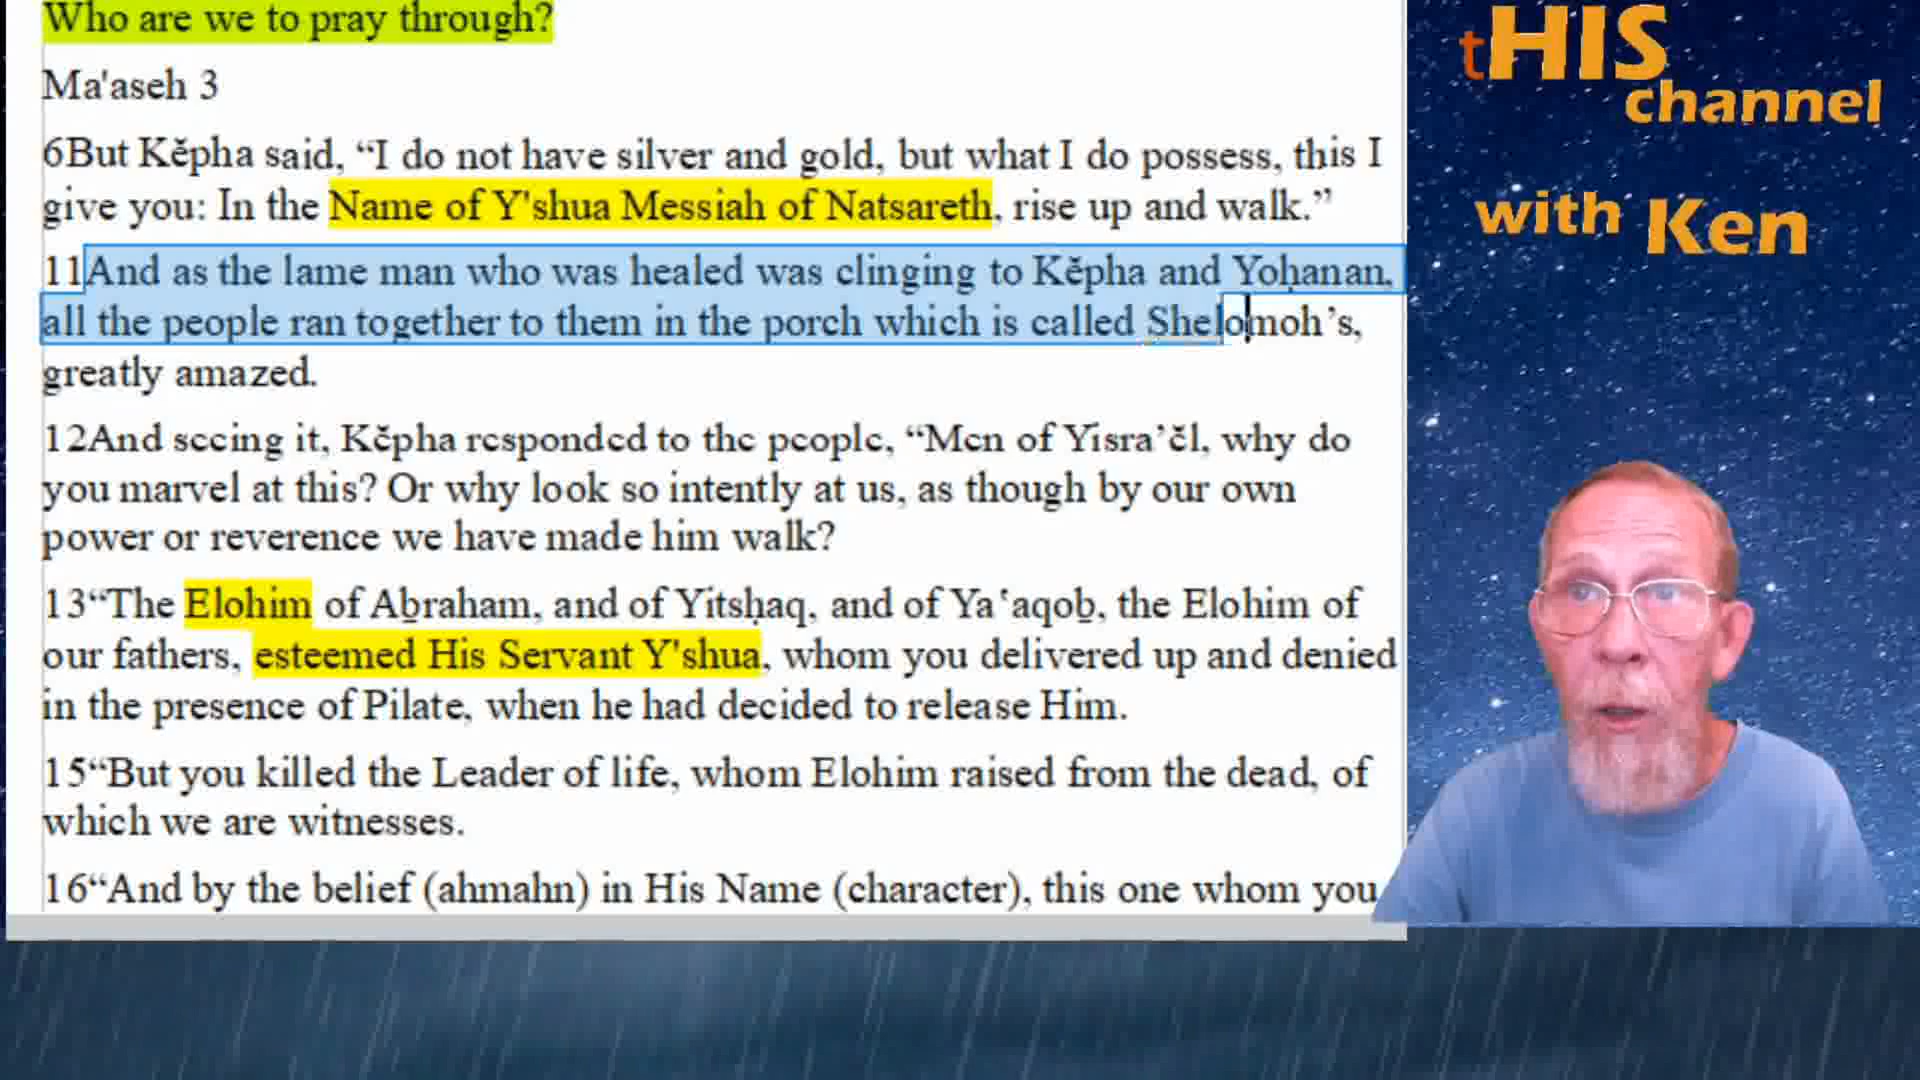 Who are we to pray through?
Ma'aseh 3
6But Kĕpha said, “I do not have silver and gold, but what I do possess, this I
give you: In the Name of Y'shua Messiah of Natsareth, rise up and walk.”
11And as the lame man who was healed was clinging to Kĕpha and Yoḥanan,
all the people ran together to them in the porch which is called Shelomoh’s,
greatly amazed.
12And seeing it, Kĕpha responded to the people, “Men of Yisra’ĕl, why do
you marvel at this? Or why look so intently at us, as though by our own
power or reverence we have made him walk?
13“The Elohim of Aḇraham, and of Yitsḥaq, and of Ya‛aqoḇ, the Elohim of
our fathers, esteemed His Servant Y'shua, whom you delivered up and denied
in the presence of Pilate, when he had decided to release Him.
15“But you killed the Leader of life, whom Elohim raised from the dead, of
which we are witnesses.
16“And by the belief (ahmahn) in His Name (character), this one whom you
tHIS
channel
with Ken